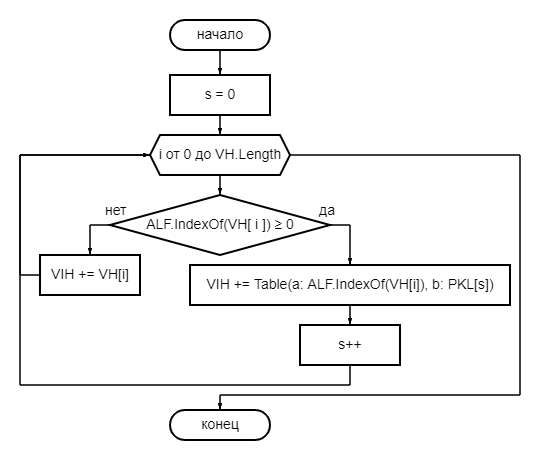 начало
s = 0
i от 0 до VH.Length
нет
да
ALF.IndexOf(VH[ i ]) ≥ 0
VIH += VH[i]
VIH += Table(a: ALF.IndexOf(VH[i]), b: PKL[s])
s++
конец